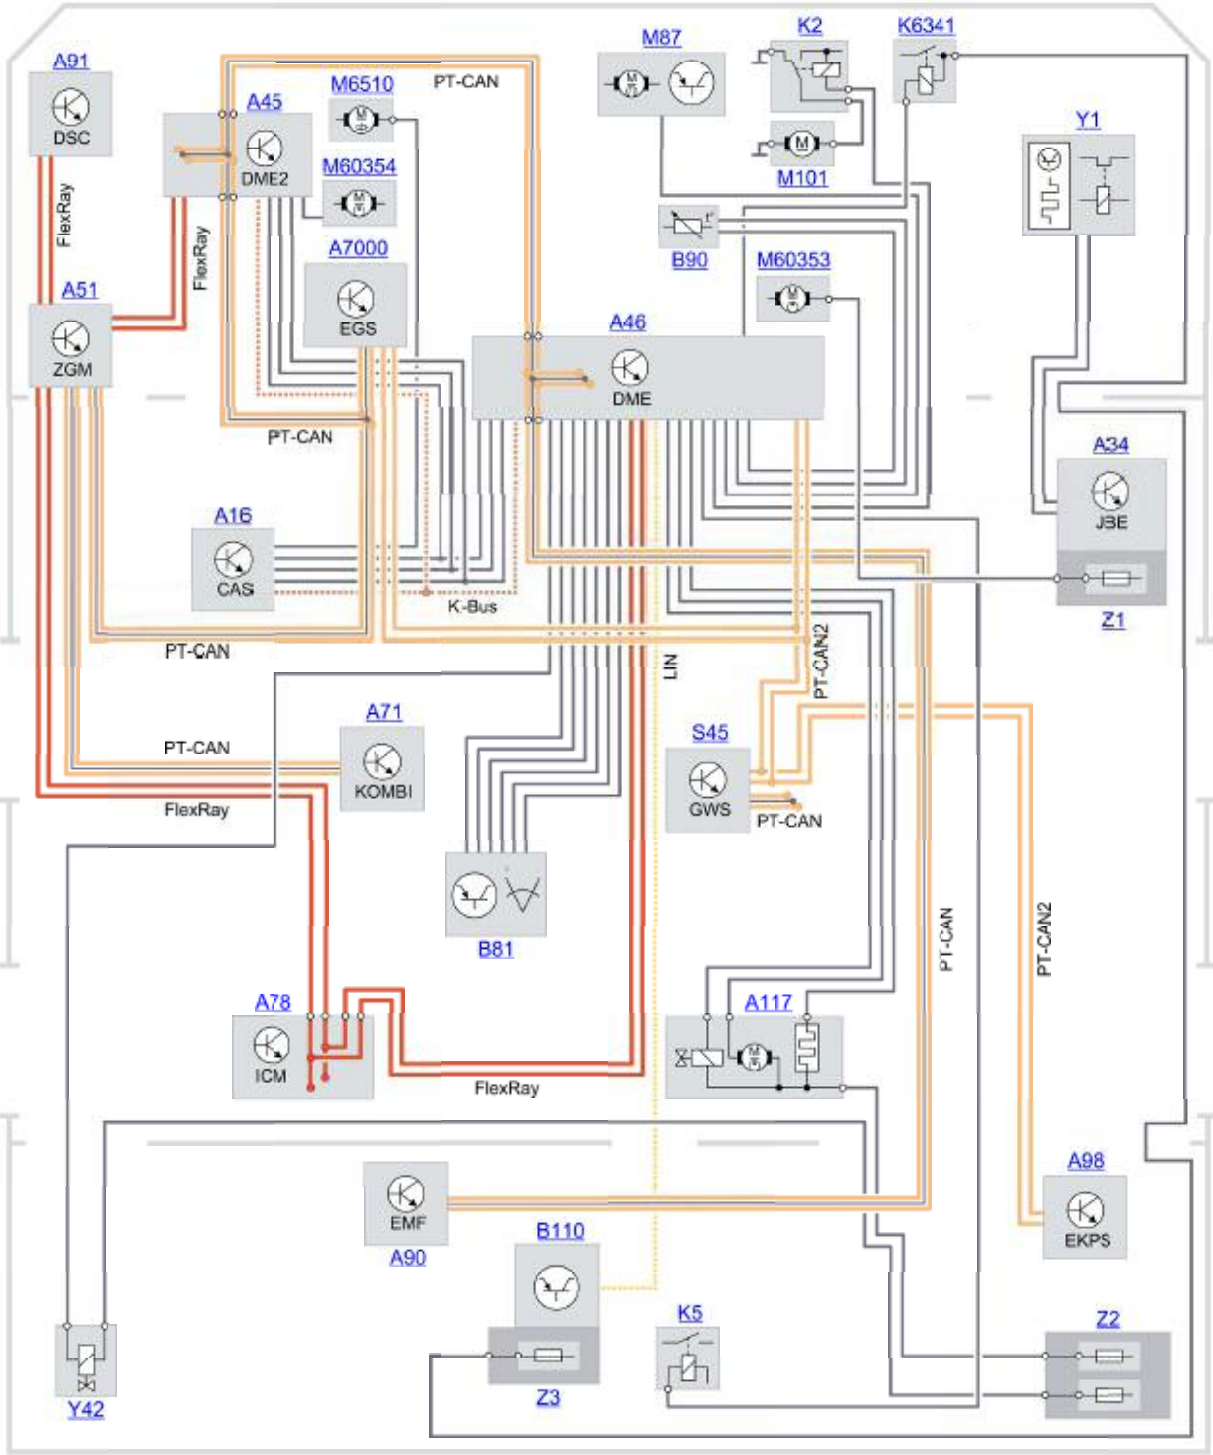 A91
DSC
PT-CAN
A45
DME2
M6510
M
M60354
M
M87
M
K2
K6341
M
M101
Y1
FlexRay
FlexRay
A7000
EGS
B90
M60353
M
A51
ZGM
A46
DME
PT-CAN
A34
JBE
Z1
A16
CAS
K-Bus
PT-CAN
LIN
PT-CAN2
A71
KOMBI
PT-CAN
FlexRay
S45
GWS
PT-CAN
B81
PT-CAN
PT-CAN2
A78
ICM
A117
M
FlexRay
A98
EKPS
EMF
A90
B110
Z3
K5
Z2
Y42